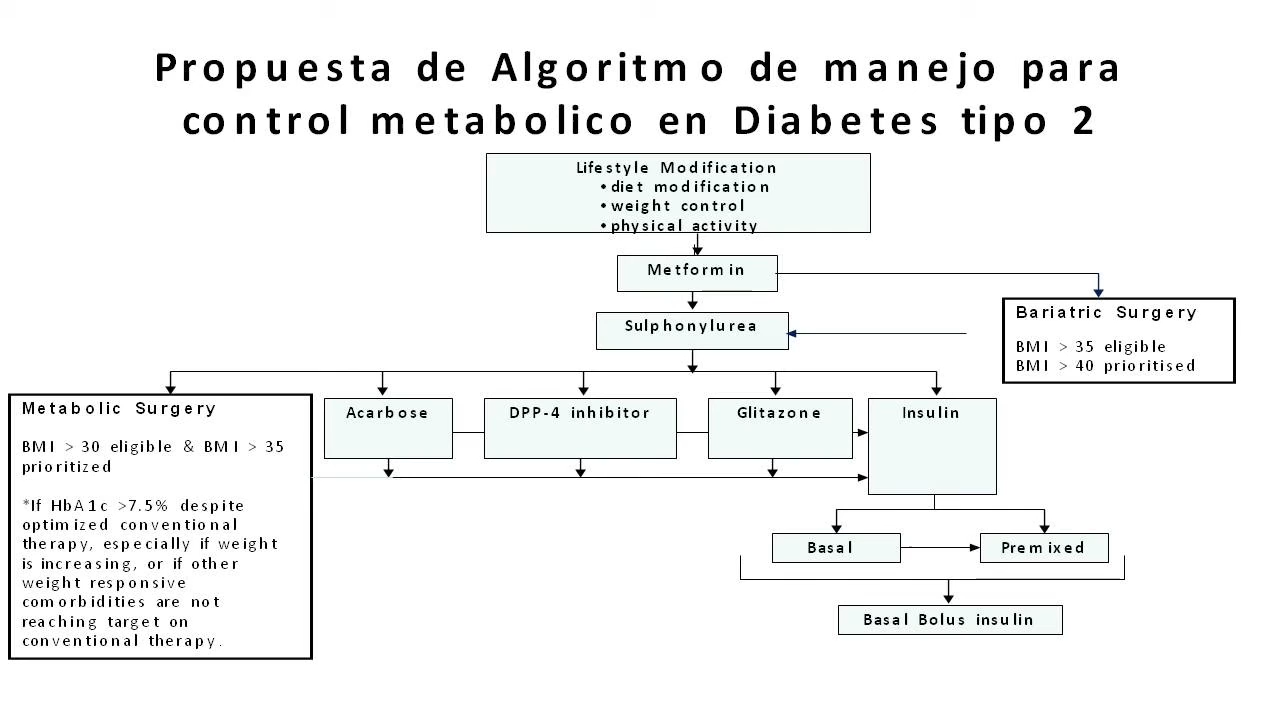 Propuesta de Algoritmo de manejo para
control metabolico en Diabetes tipo 2
Lifestyle Modification
•diet modification
•weight control
•physical activity
Metformin
Sulphonylurea
Bariatric Surgery
BMI > 35 eligible
BMI > 40 prioritised
Metabolic Surgery
BMI > 30 eligible & BMI > 35
prioritized
*If HbA1c >7.5% despite
optimized conventional
therapy, especially if weight
is increasing, or if other
weight responsive
comorbidities are not
reaching target on
conventional therapy.
Acarbose
DPP-4 inhibitor
Glitazone
Insulin
Basal
Premixed
Basal Bolus insulin